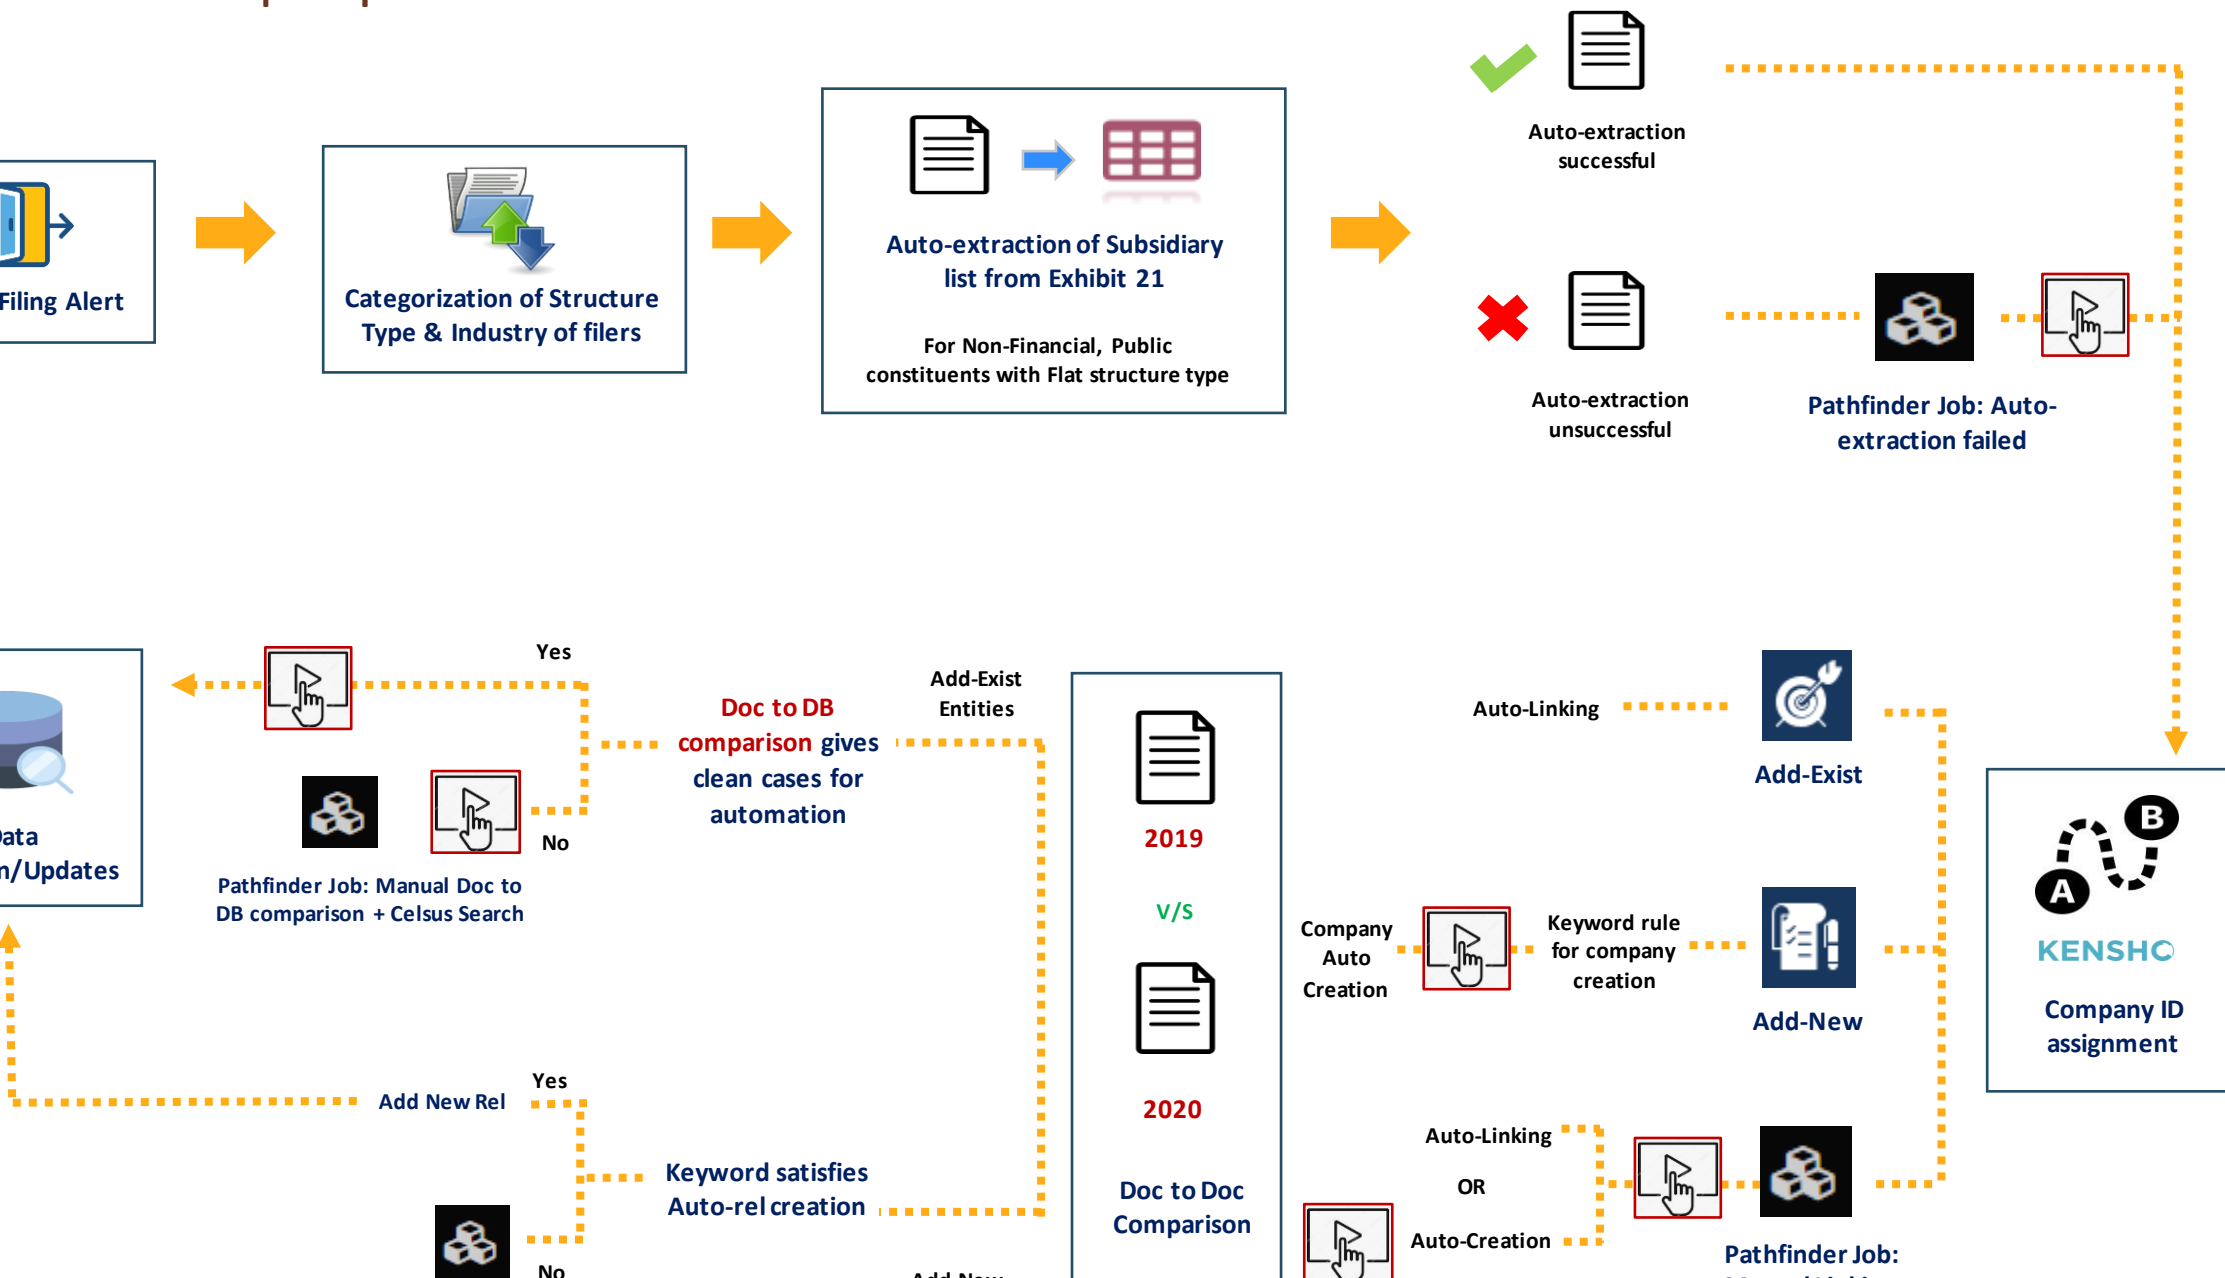 Auto-extraction
successful
Filing Alert
Categorization of Structure
Type & Industry of filers
Auto-extraction of Subsidiary
list from Exhibit 21
For Non-Financial, Public
constituents with Flat structure type
Auto-extraction
unsuccessful
Pathfinder Job: Auto-
extraction failed
Yes
No
Pathfinder Job: Manual Doc to
DB comparison + Celsus Search
Doc to DB
comparison gives
clean cases for
automation
Add-Exist
Entities
2019
V/S
2020
Doc to Doc
Comparison
Auto-Linking
Add-Exist
Company
Auto
Creation
Keyword rule
for company
creation
Add-New
B
A
KENSHO
Company ID
assignment
/Updates
Add New Rel
Yes
No
Keyword satisfies
Auto-rel creation
Auto-Linking
OR
Auto-Creation
Pathfinder Job:
Add-New